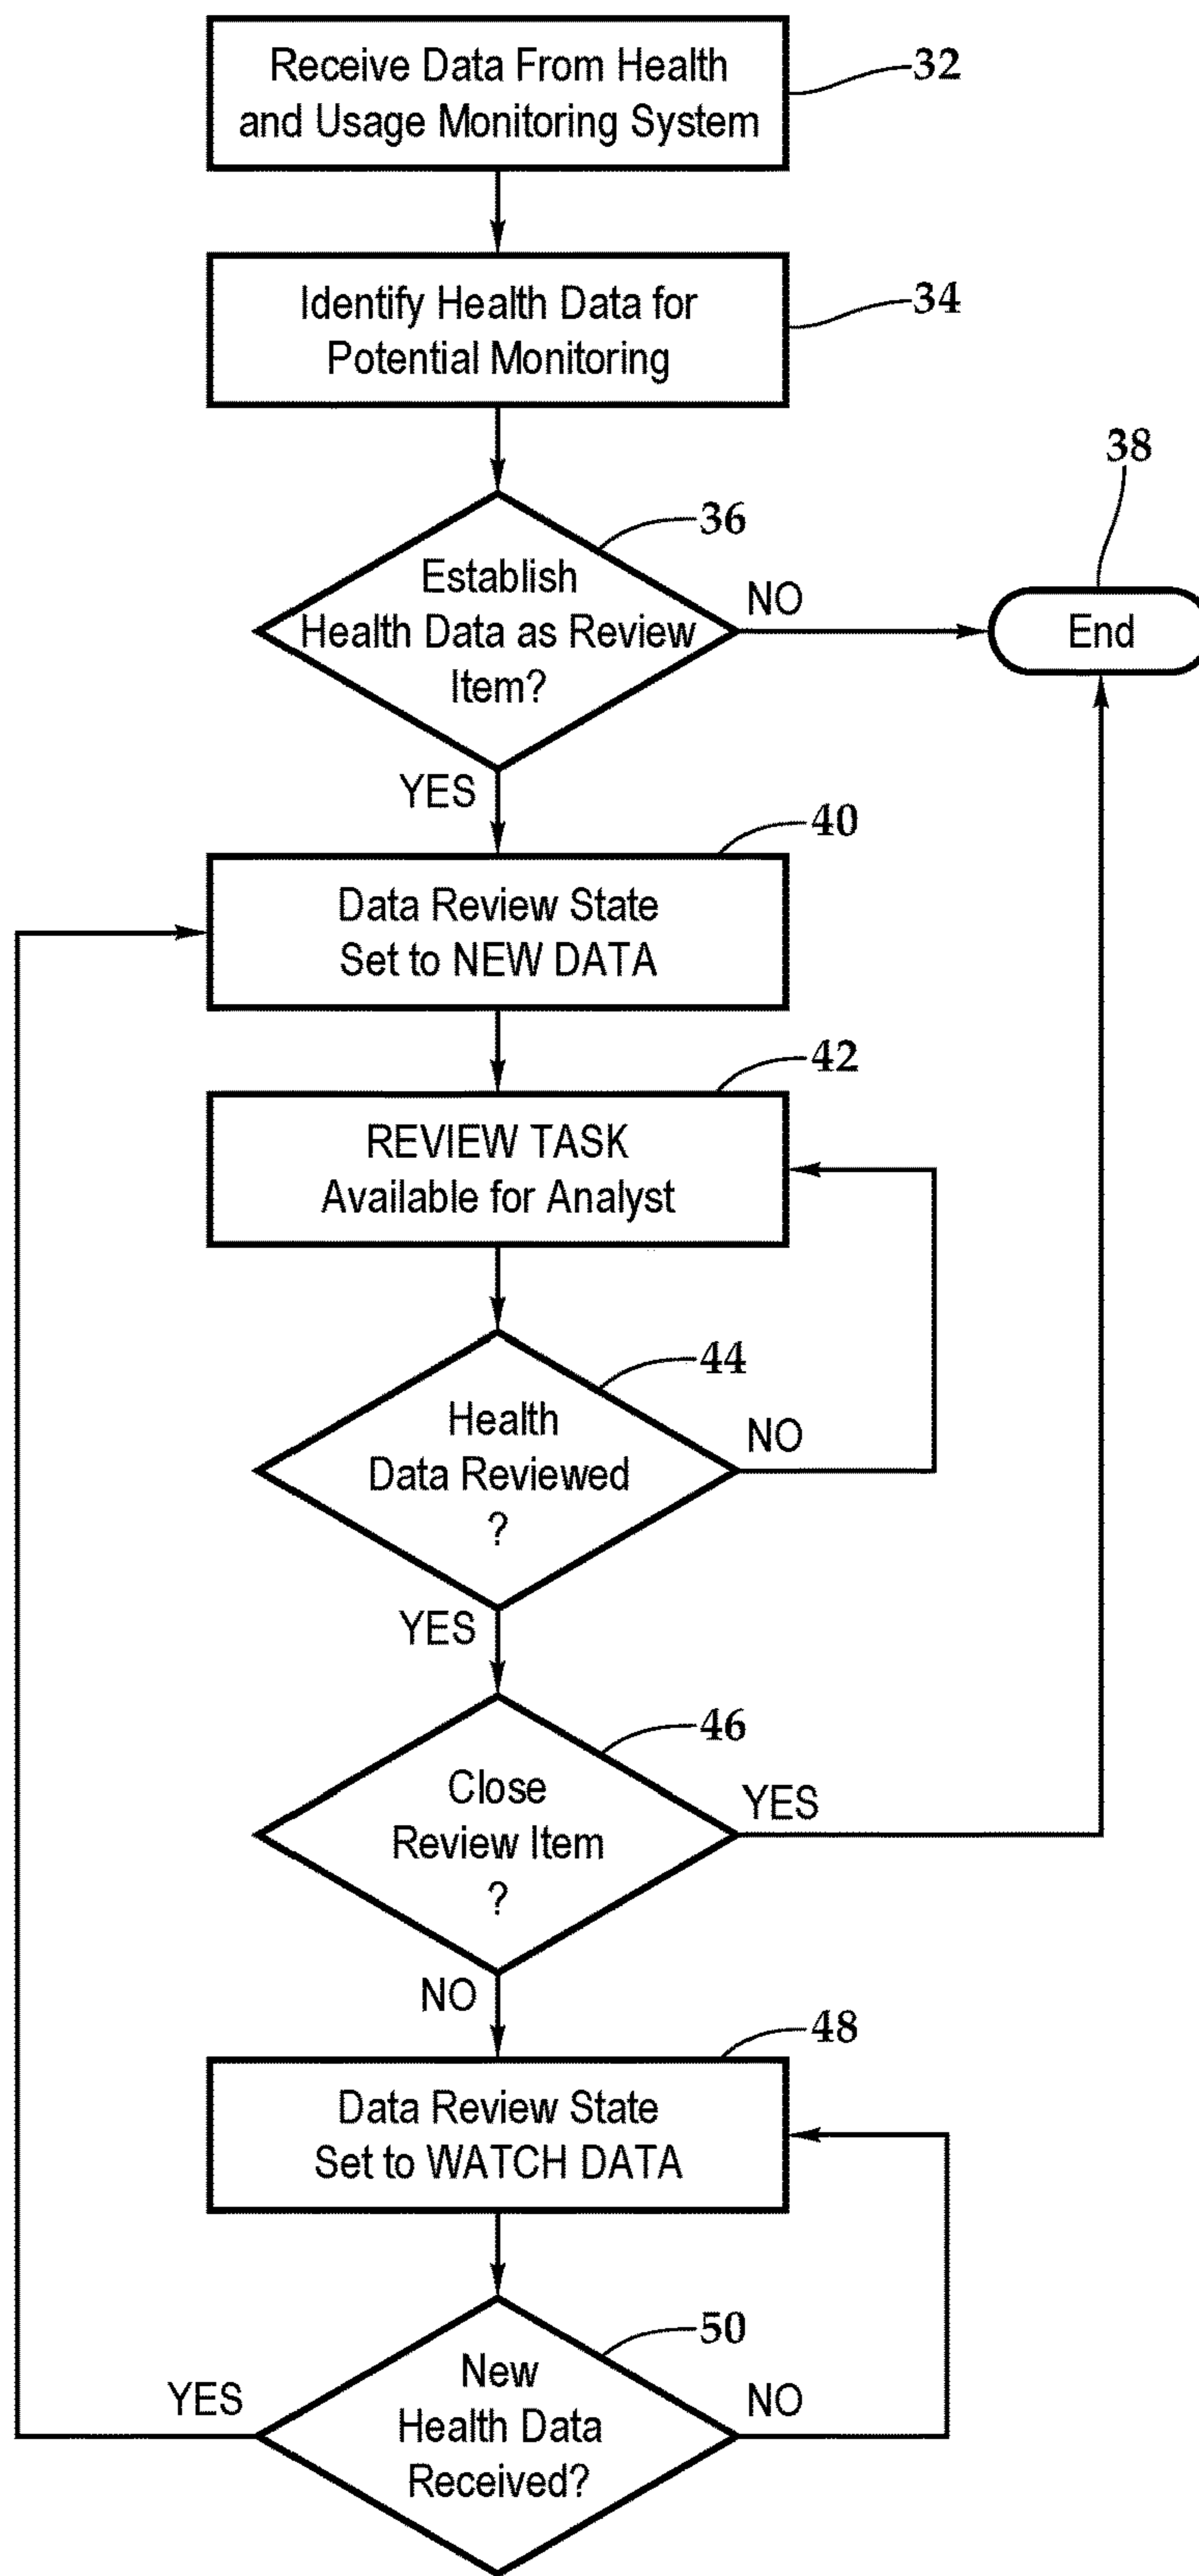 Receive Data From Health
and Usage Monitoring System
32
Identify Health Data for
Potential Monitoring
34
38
36
Establish
Health Data as Review
Item?
NO
End
YES
40
Data Review State
Set to NEW DATA
42
REVIEW TASK
Available for Analyst
44
Health
Data Reviewed
?
NO
YES
46
Close
Review Item
?
YES
NO
48
Data Review State
Set to WATCH DATA
50
New
Health Data
Received?
YES
NO